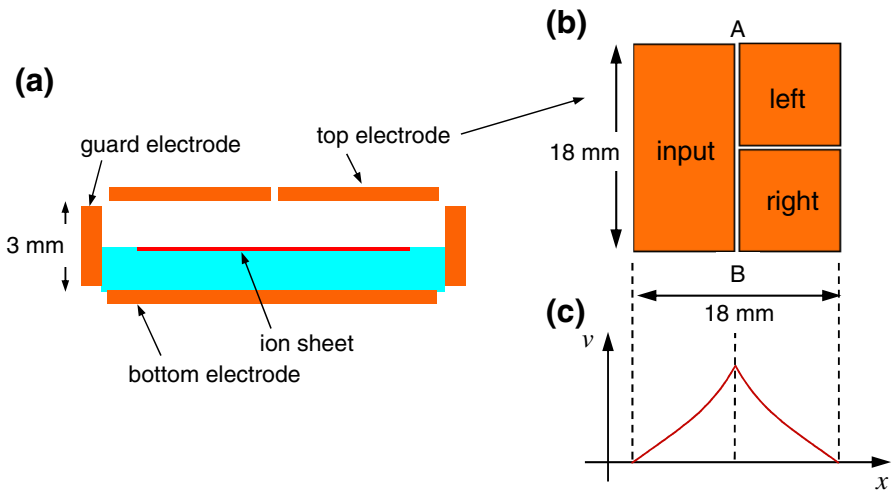 (a)
guard electrode
top electrode
3 mm
ion sheet
bottom electrode
(b)
A
input
left
right
18 mm
B
18 mm
(c)
v
x